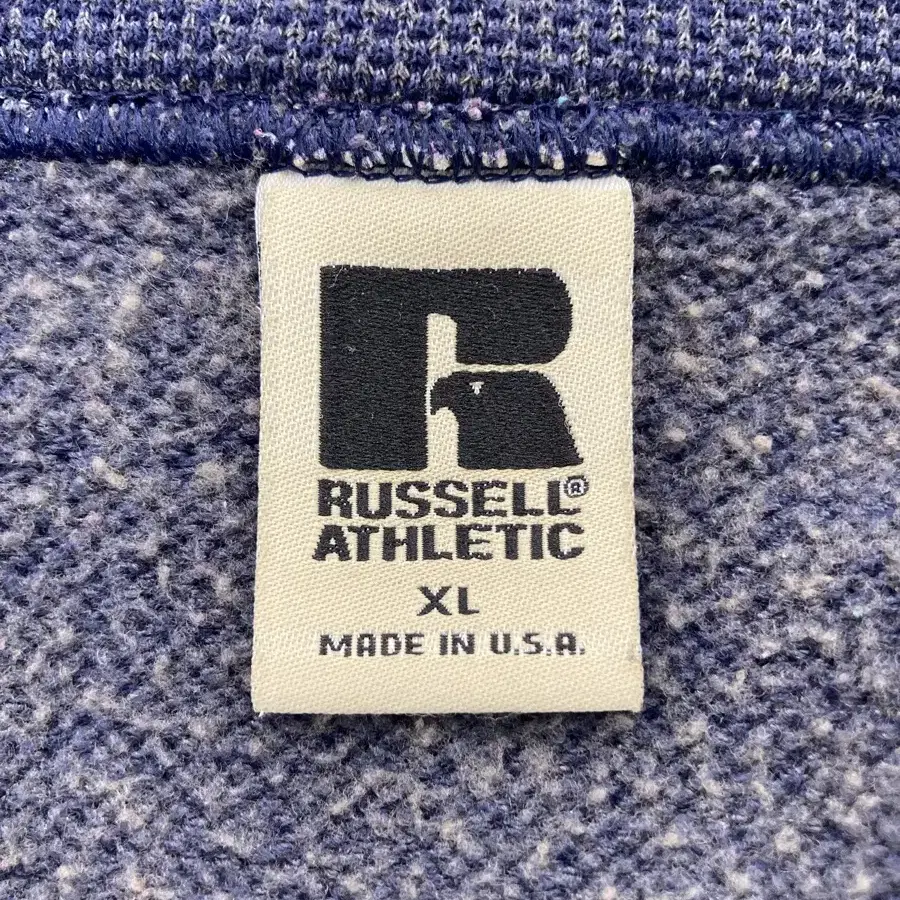 R
RUSSELL®
ATHLETIC
XL
MADE IN U.S.A.